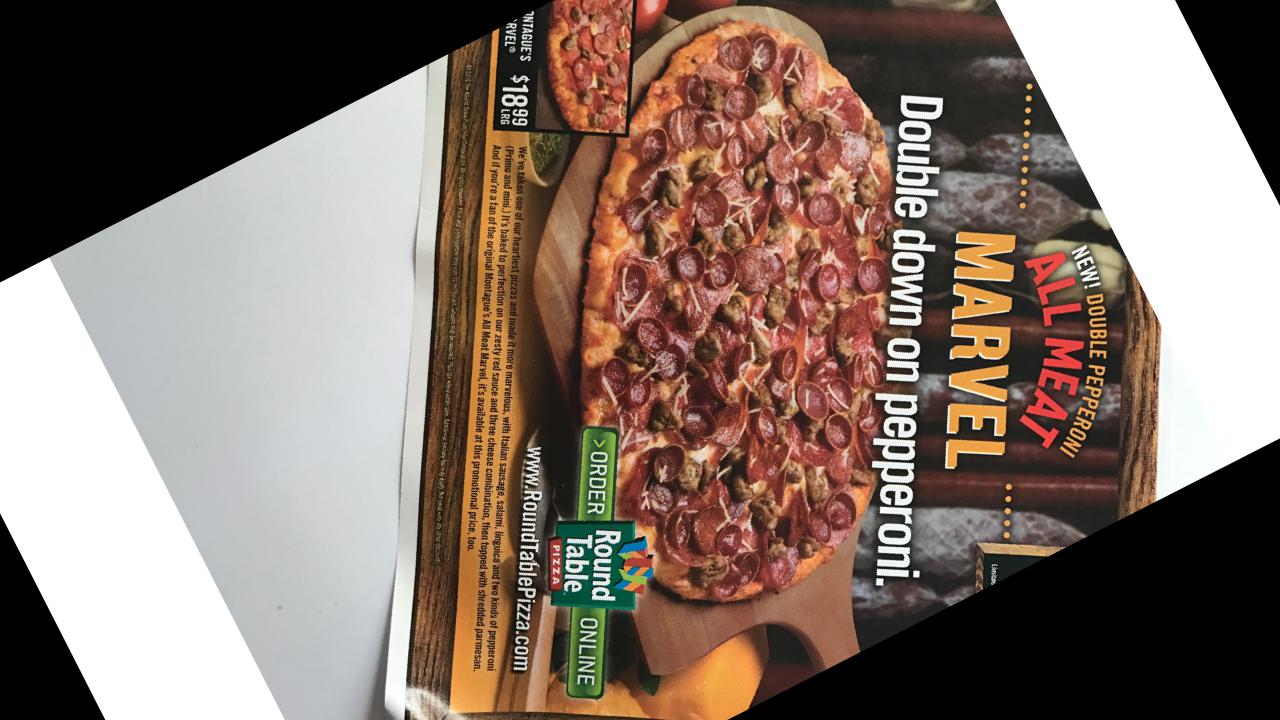 NEW! DOUBLE PEPPERONI
ALL MEAT
MARVEL
Double down on pepperoni.
NTAGUE'S
RVEL®
$18.99
LRG
>ORDER
Round
Table
PIZZA
ONLINE
www.RoundTablePizza.com
We've taken one of our heartiest pizzas and made it more marvelous, with Italian sausage, salami, linguica and two kinds of pepperoni
(Primo and mini.) It's baked to perfection on our zesty red sauce and three cheese combination, then topped with shredded parmesan.
And if you're a fan of the original Montague's All Meat Marvel, it's available at this promotional price, too.